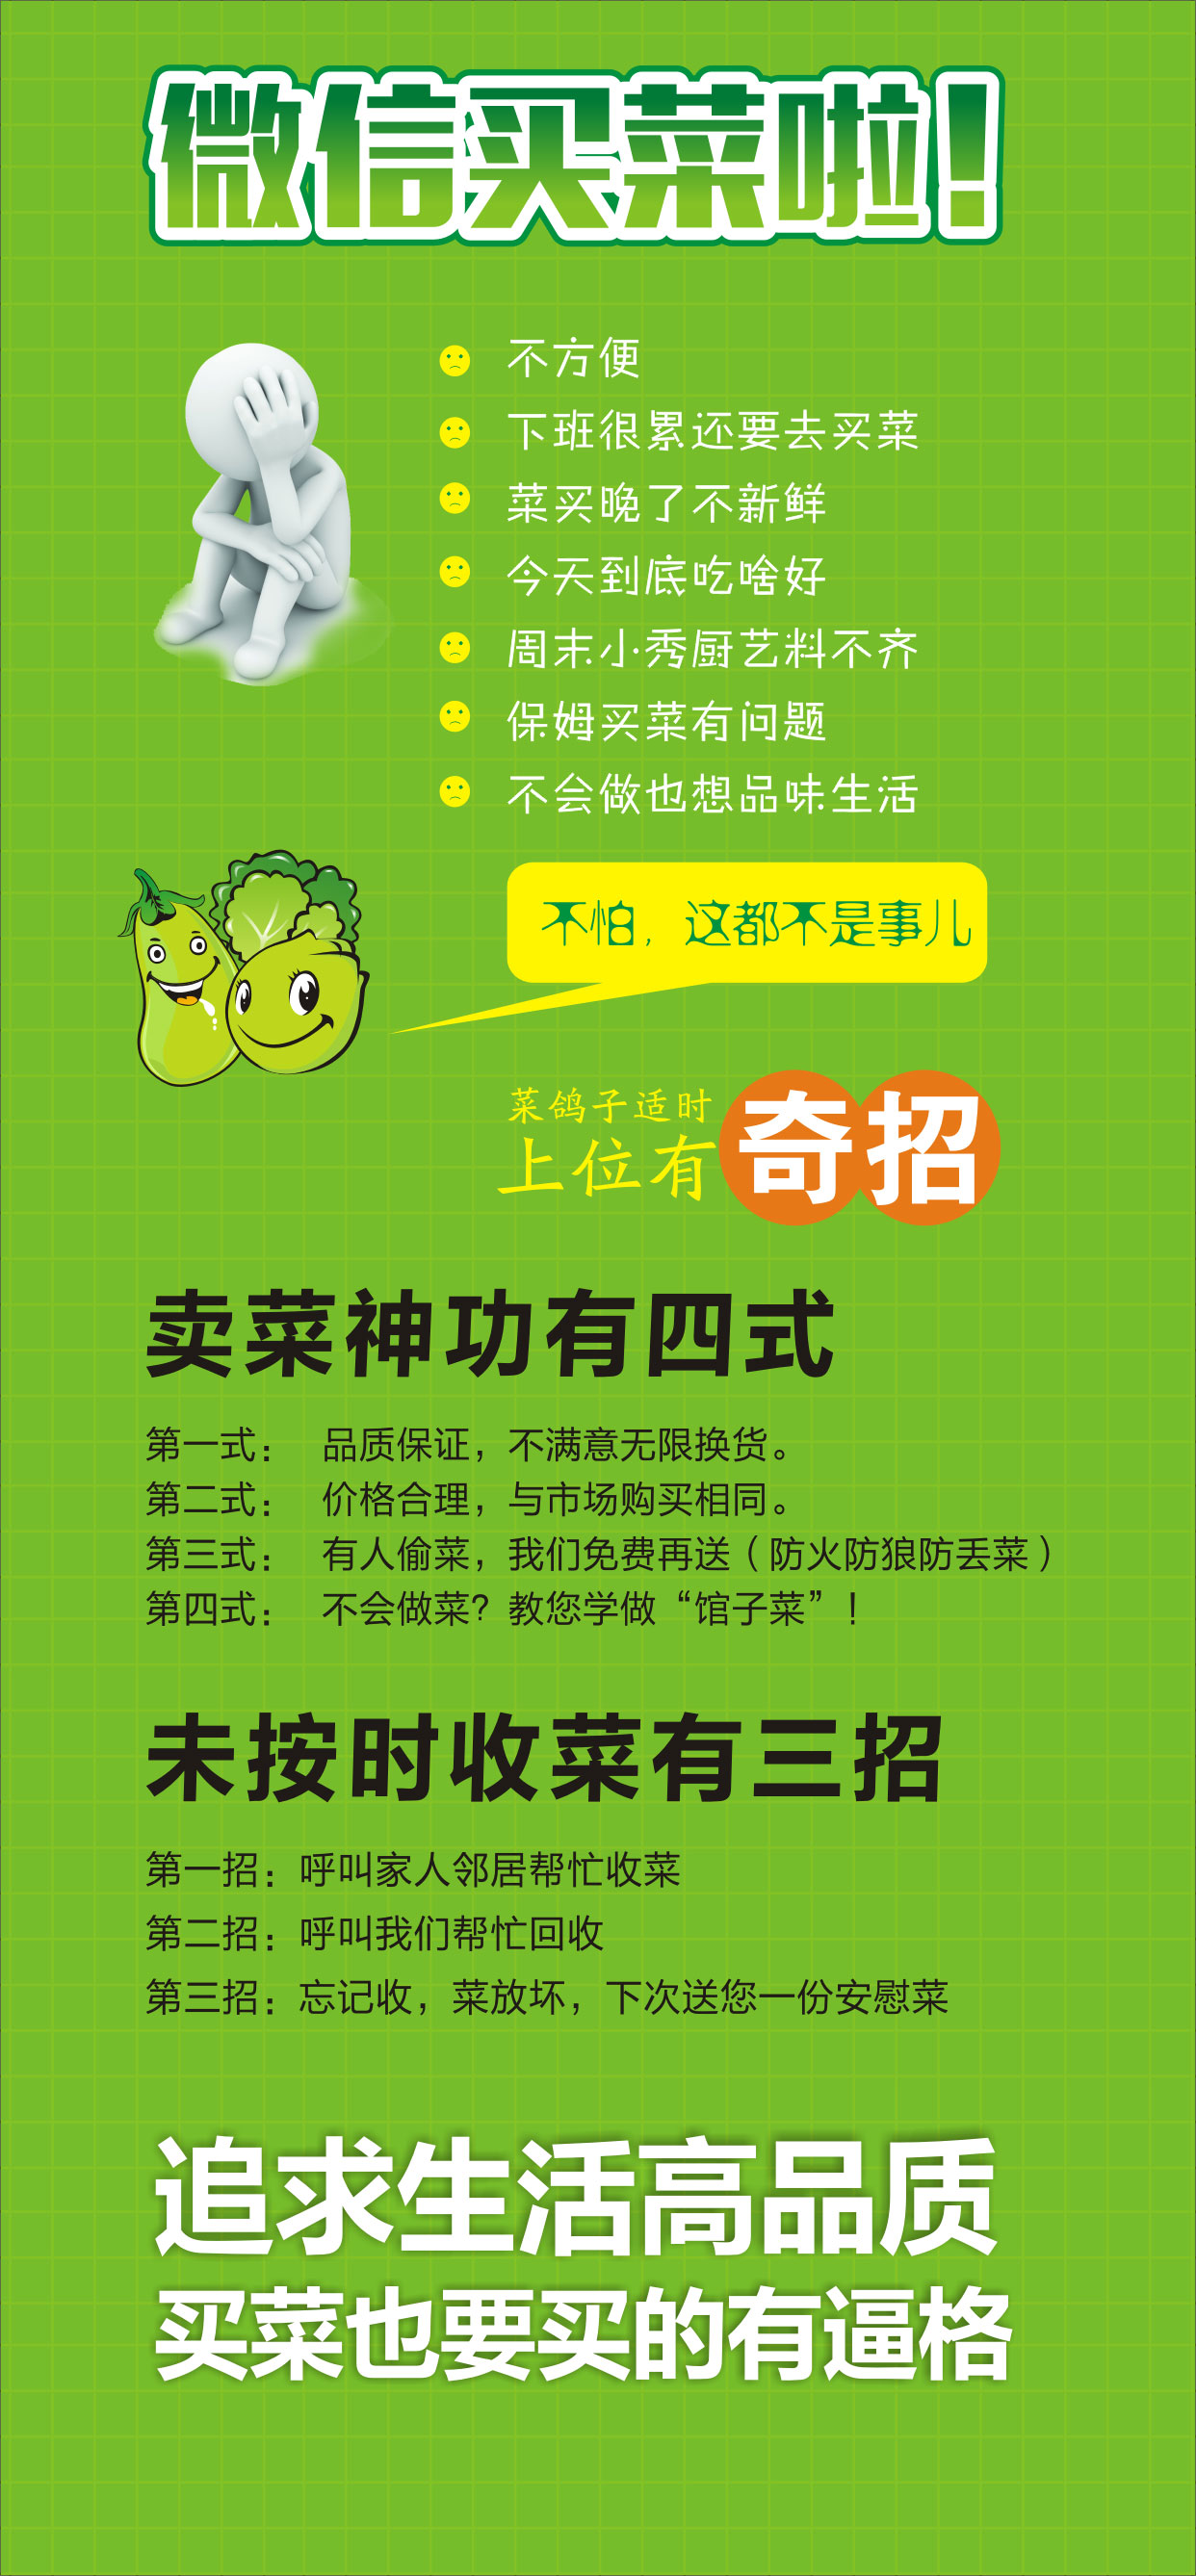 微信买菜啦！
不方便
下班很累还要去买菜
菜买晚了不新鲜
今天到底吃啥好
周末小秀厨艺料不齐
保姆买菜有问题
不会做也想品味生活
不怕，这都不是事儿
菜鸽子适时
上位有
奇招
卖菜神功有四式
第一式： 品质保证，不满意无限换货。
第二式： 价格合理，与市场购买相同。
第三式： 有人偷菜，我们免费再送（防火防狼防丢菜）
第四式： 不会做菜？教您学做“馆子菜”！
未按时收菜有三招
第一招：呼叫家人邻居帮忙收菜
第二招：呼叫我们帮忙回收
第三招：忘记收，菜放坏，下次送您一份安慰菜
追求生活高品质
买菜也要买的有逼格